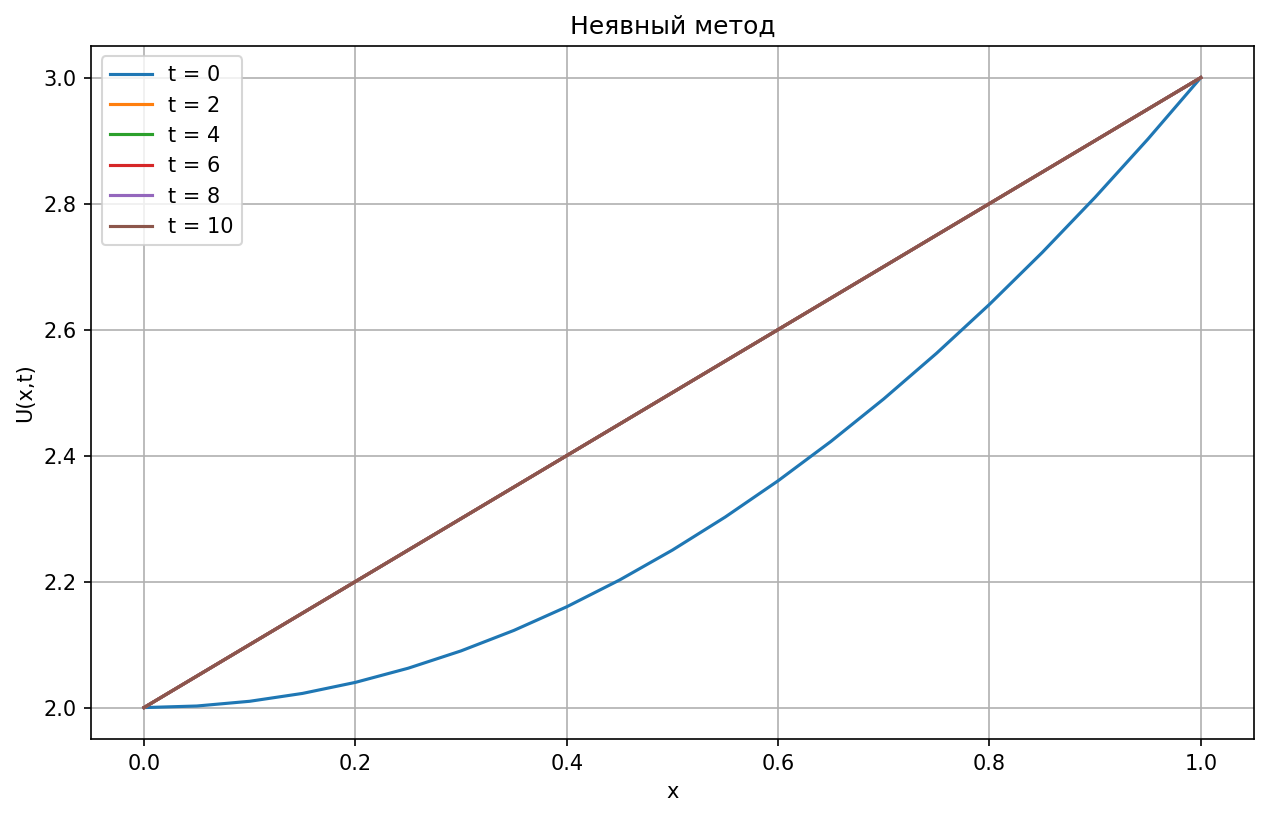 Неявный метод
t = 0
t = 2
t = 4
t = 6
t = 8
t = 10
U(x,t)
3.0
2.8
2.6
2.4
2.2
2.0
0.0 0.2 0.4 0.6 0.8 1.0
x